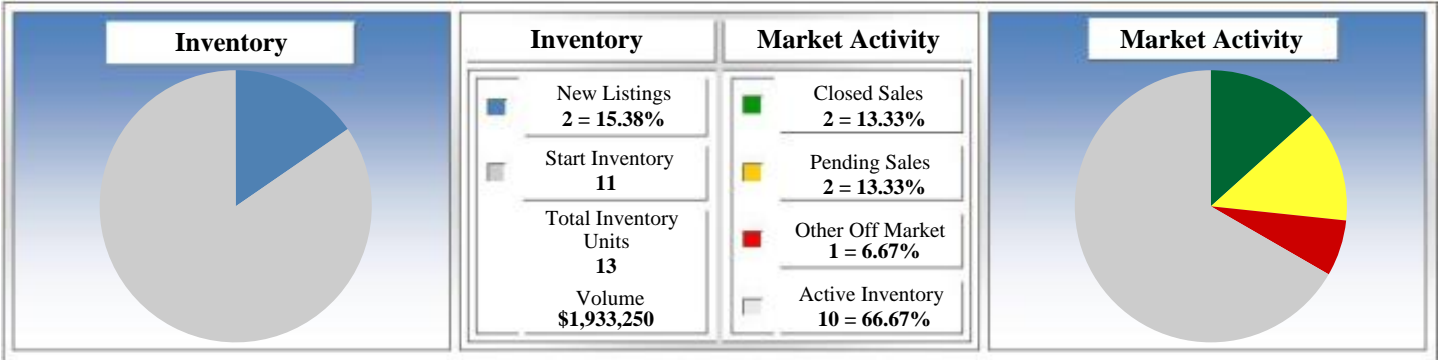 Inventory
Inventory
Market Activity
New Listings
2 = 15.38%
Start Inventory
11
Total Inventory
Units
13
Volume
$1,933,250
Closed Sales
2 = 13.33%
Pending Sales
2 = 13.33%
Other Off Market
1 = 6.67%
Active Inventory
10 = 66.67%
Market Activity